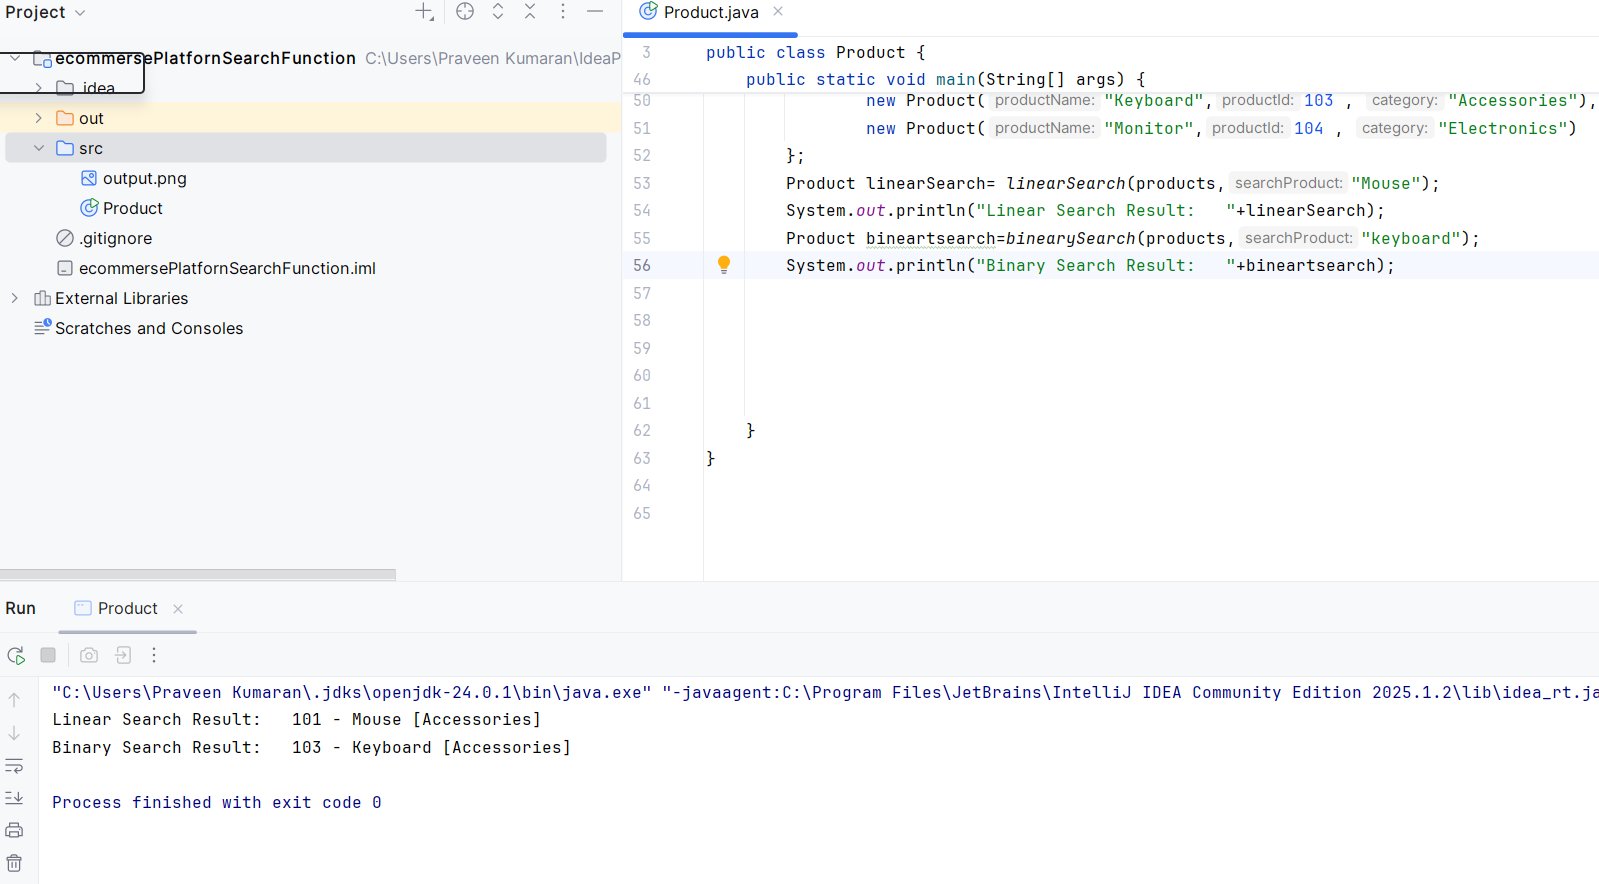 Project
ecommersePlatfornSearchFunction C:\Users\Praveen Kumaran\IdeaP
.idea
out
src
output.png
Product
.gitignore
ecommersePlatfornSearchFunction.iml
External Libraries
Scratches and Consoles
Product.java
3 public class Product {
46 public static void main(String[] args) {
50 new Product( productName: "Keyboard", productId: 103 , category: "Accessories"),
51 new Product( productName: "Monitor", productId: 104 , category: "Electronics")
52 };
53 Product linearSearch= linearSearch(products, searchProduct: "Mouse");
54 System.out.println("Linear Search Result:   "+linearSearch);
55 Product bineartsearch=binearySearch(products, searchProduct: "keyboard");
56 System.out.println("Binary Search Result:   "+bineartsearch);
57
58
59
60
61
62 }
63 }
64
65
Run Product
"C:\Users\Praveen Kumaran\.jdks\openjdk-24.0.1\bin\java.exe" "-javaagent:C:\Program Files\JetBrains\IntelliJ IDEA Community Edition 2025.1.2\lib\idea_rt.ja
Linear Search Result:   101 - Mouse [Accessories]
Binary Search Result:   103 - Keyboard [Accessories]
Process finished with exit code 0